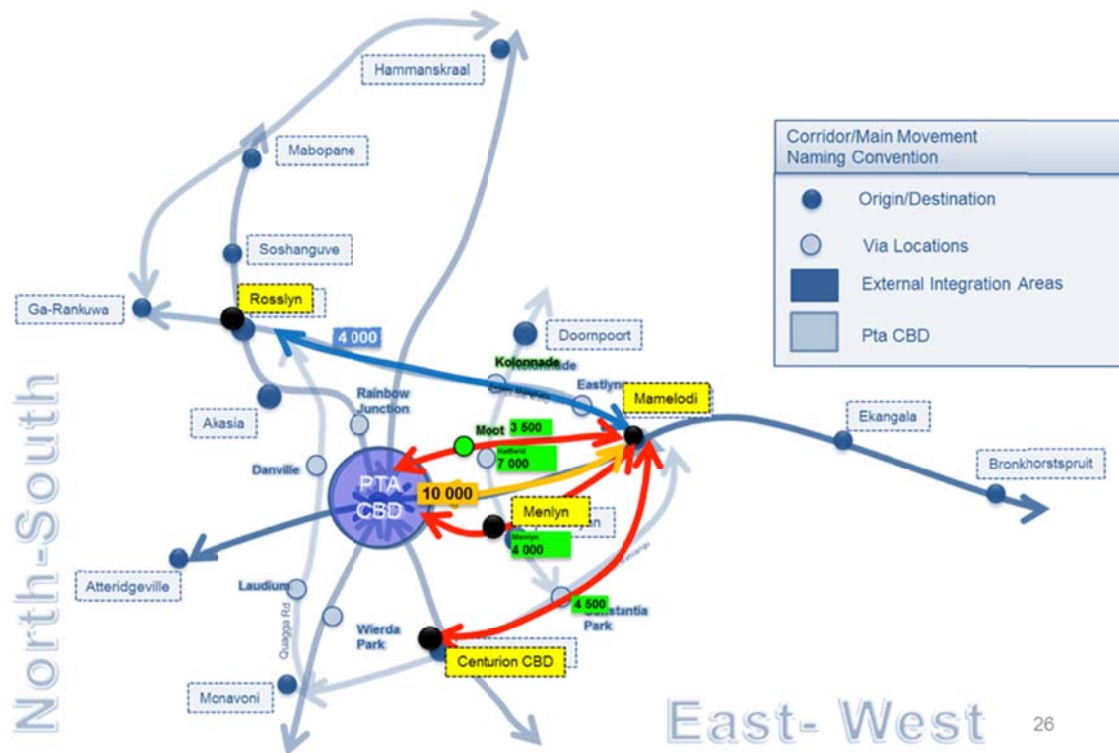 Hammanskraal
Mabopane
Soshanguve
Ga-Rankuwa
Rosslyn
4 000
Akasia
Rainbow
Junction
Danville
Doornpoort
Kolonnade
Eastlyn
Mamelodi
Moot
3 500
Hatfield
7 000
PTA
CBD
10 000
Menlyn
Menlyn
4 000
Ekangala
Bronkhorstspruit
Atteridgeville
Laudium
Quagga Rd
Wierda
Park
4 500
Constantia
Park
Centurion CBD
Monavoni
Corridor/Main Movement
Naming Convention
Origin/Destination
Via Locations
External Integration Areas
Pta CBD
North-South
East- West
26